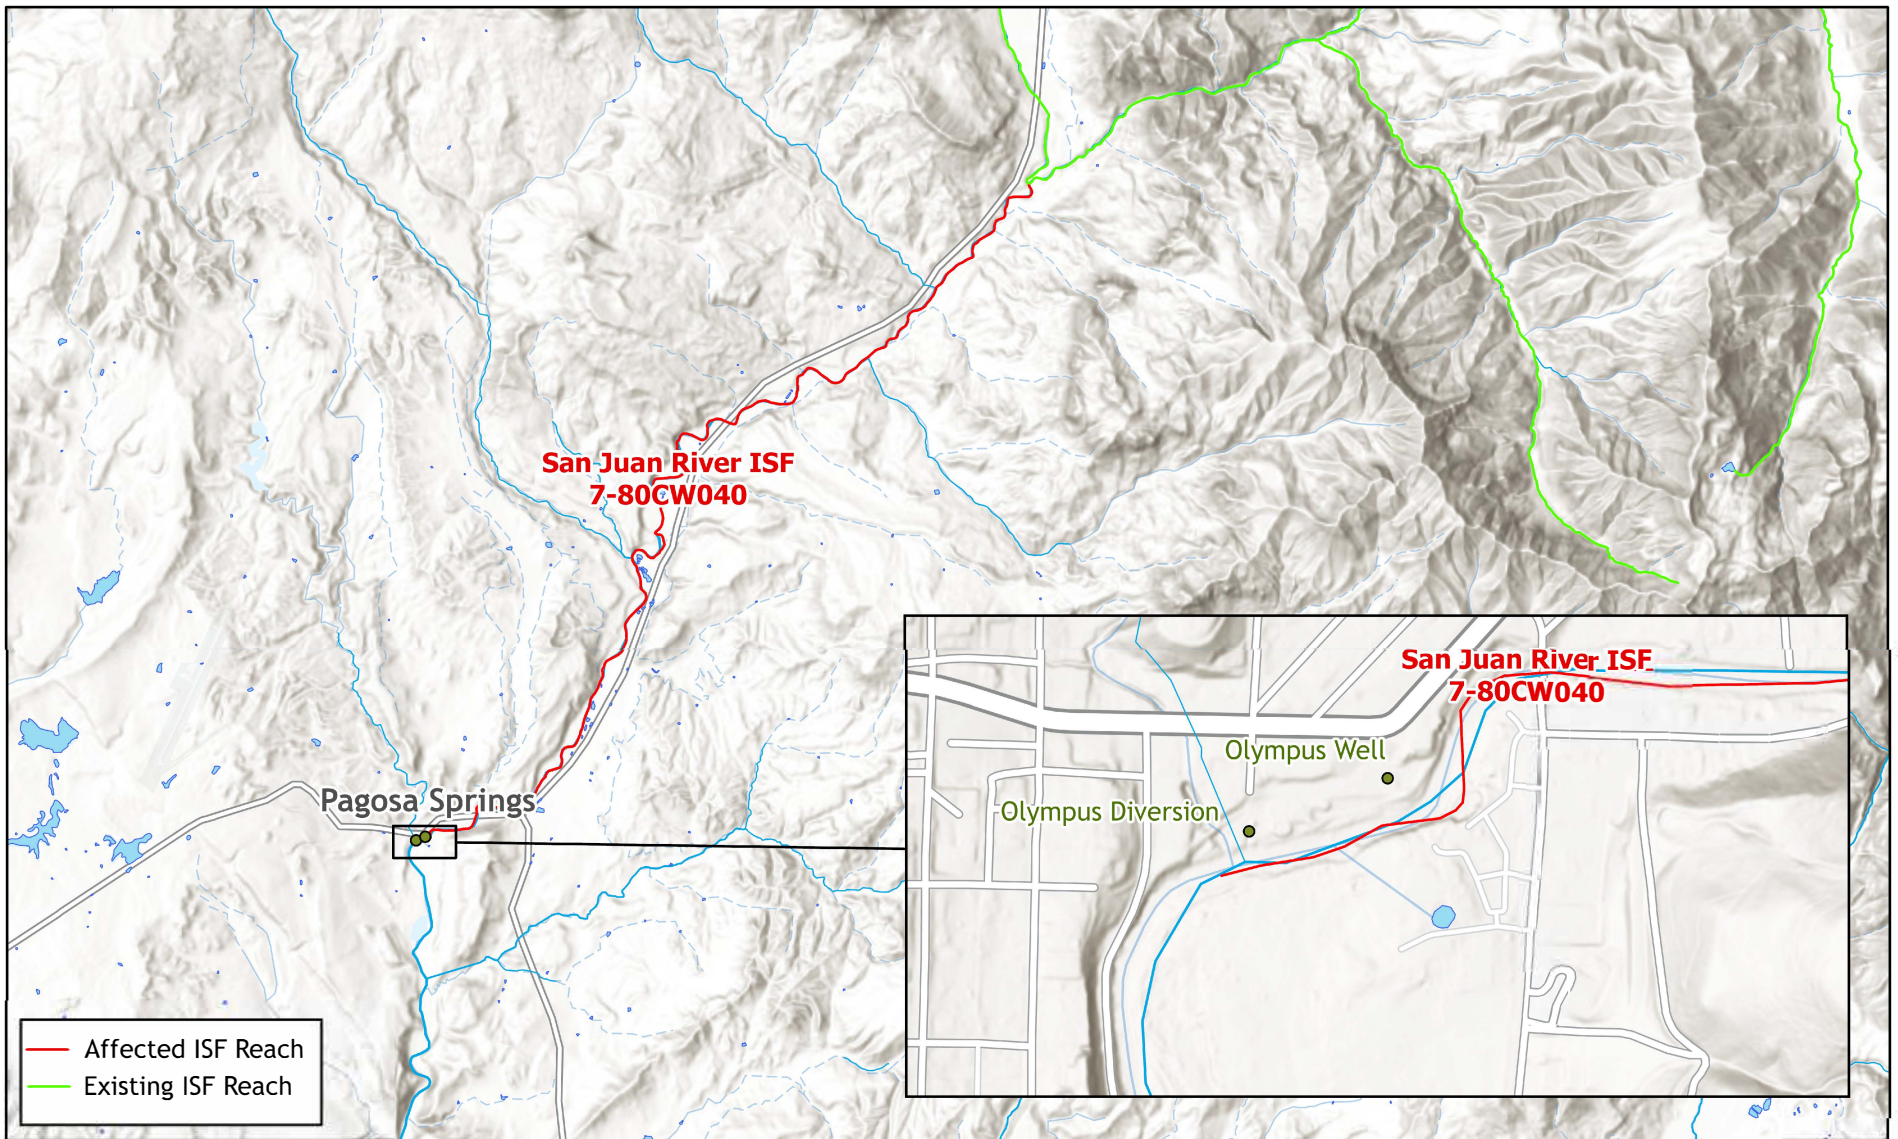 San Juan River ISF
7-80CW040
San Juan River ISF
7-80CW040
Olympus Well
Olympus Diversion
Pagosa Springs
Affected ISF Reach
Existing ISF Reach